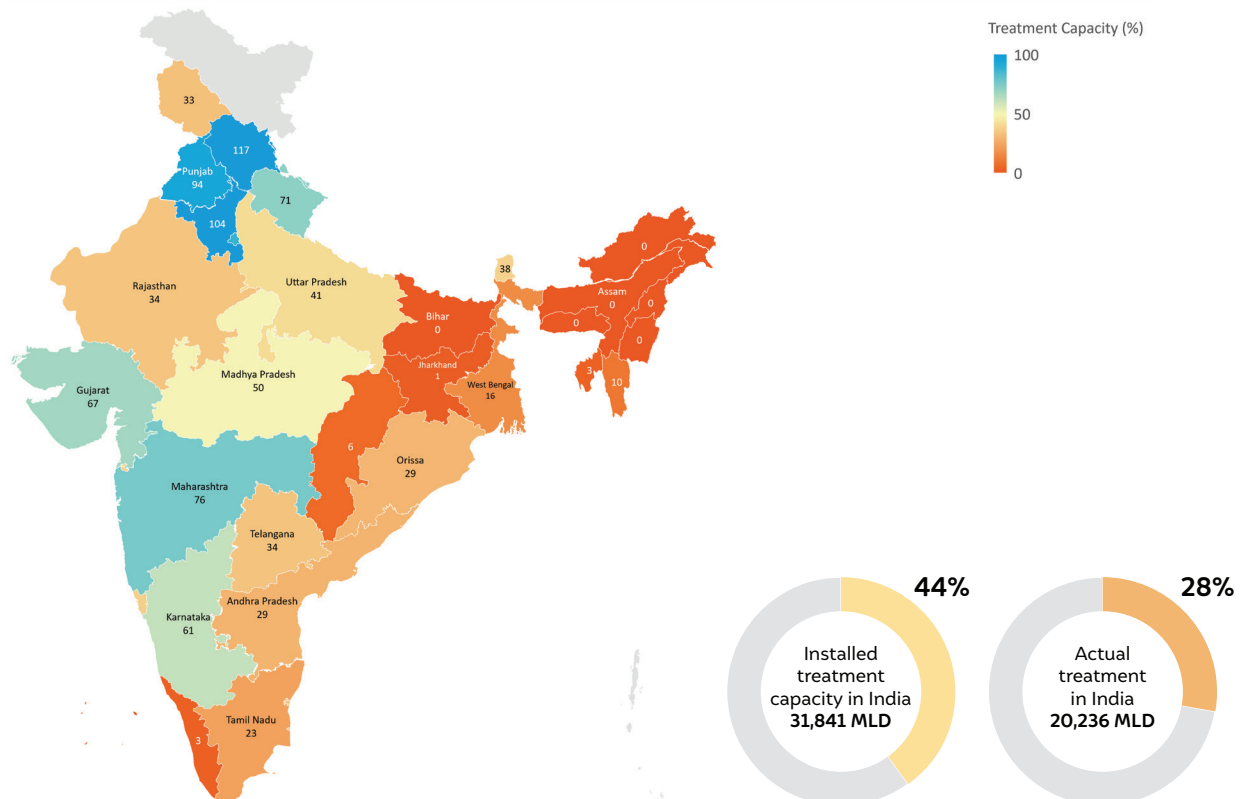 Treatment Capacity (%)
100
50
0
33
117
Punjab
94
71
104
Rajasthan
34
Uttar Pradesh
41
38
0
Assam
0
0
0
0
Bihar
0
Jharkhand
1
West Bengal
16
3
10
Madhya Pradesh
50
Gujarat
67
6
Orissa
29
Maharashtra
76
Telangana
34
Andhra Pradesh
29
Karnataka
61
Tamil Nadu
23
3
44%
Installed
treatment
capacity in India
31,841 MLD
28%
Actual
treatment
in India
20,236 MLD